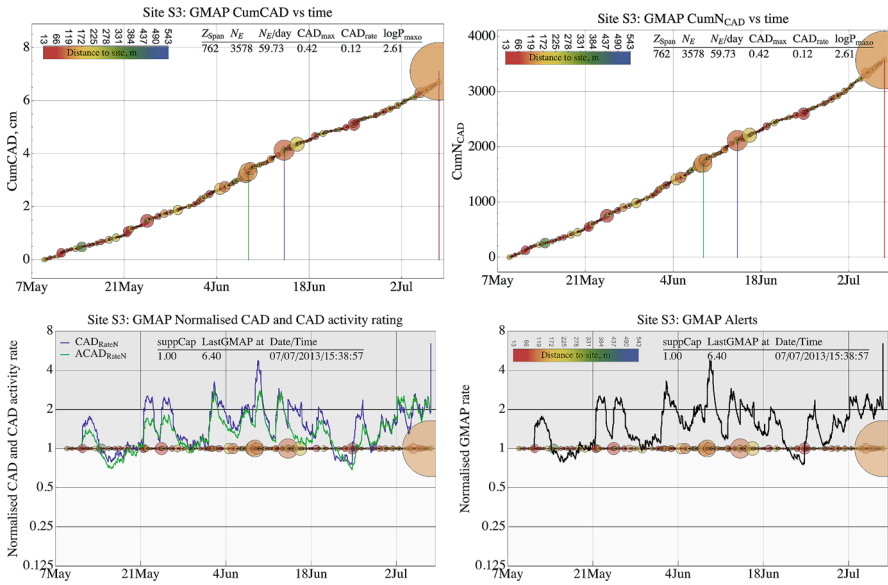 Site S3: GMAP CumCAD vs time
13 66 119 172 225 278 331 384 437 490 543
Distance to site, m
Z_Span N_E N_E/day CAD_max CAD_rate logP_maxo
762 3578 59.73 0.42 0.12 2.61
CumCAD, cm
8
6
4
2
0
7May 21May 4Jun 18Jun 2Jul
Site S3: GMAP CumN_CAD vs time
13 66 119 172 225 278 331 384 437 490 543
Distance to site, m
Z_Span N_E N_E/day CAD_max CAD_rate logP_maxo
762 3578 59.73 0.42 0.12 2.61
CumN_CAD
4000
3000
2000
1000
0
7May 21May 4Jun 18Jun 2Jul
Site S3: GMAP Normalised CAD and CAD activity rating
CAD_RateN
ACAD_RateN
suppCap LastGMAP at Date/Time
1.00 6.40 07/07/2013/15:38:57
Normalised CAD and CAD activity rate
8
4
2
1
0.5
0.25
0.125
7May 21May 4Jun 18Jun 2Jul
Site S3: GMAP Alerts
13 66 119 172 225 278 331 384 437 490 543
Distance to site, m
suppCap LastGMAP at Date/Time
1.00 6.40 07/07/2013/15:38:57
Normalised GMAP rate
8
4
2
1
0.5
0.25
0.125
7May 21May 4Jun 18Jun 2Jul